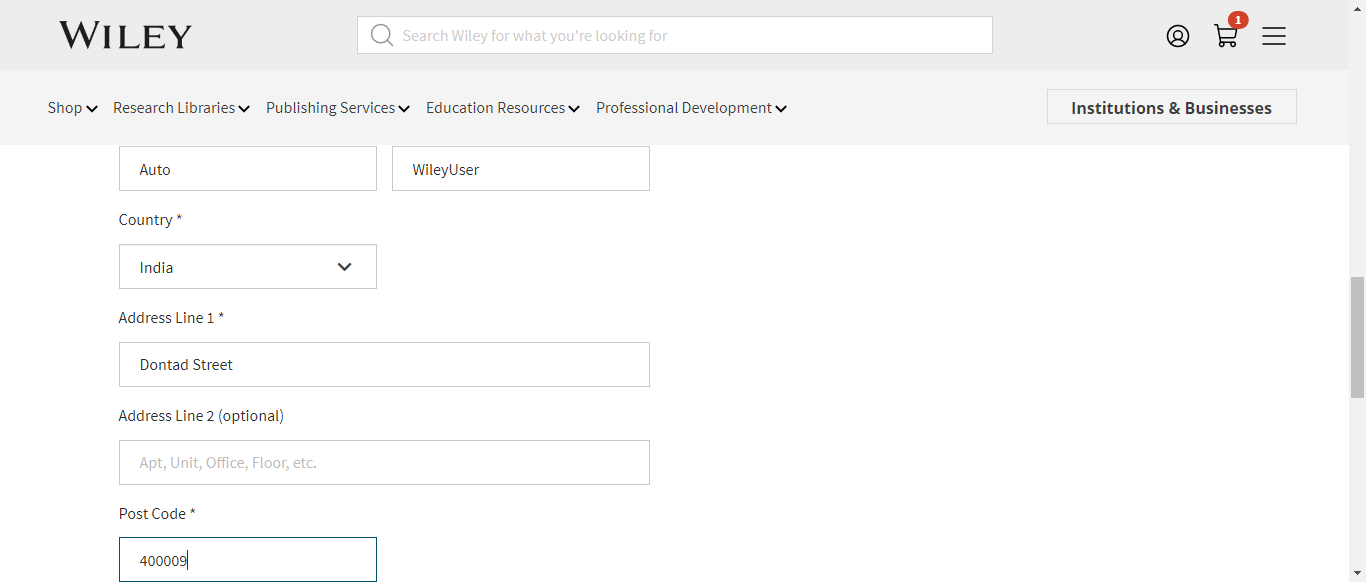 WILEY
Search Wiley for what you're looking for
1
Shop Research Libraries Publishing Services Education Resources Professional Development
Institutions & Businesses
Auto WileyUser
Country *
India
Address Line 1 *
Dontad Street
Address Line 2 (optional)
Apt, Unit, Office, Floor, etc.
Post Code *
400009